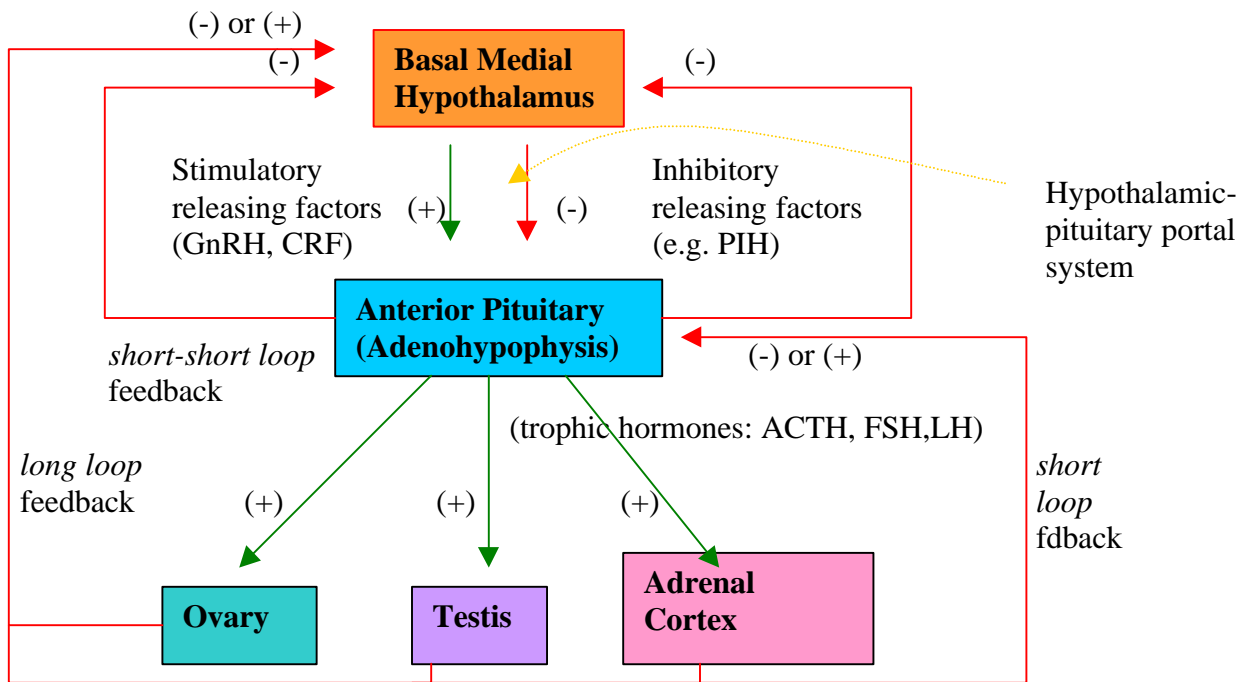 (-) or (+)
(-)
Basal Medial
Hypothalamus
(-)
Stimulatory
releasing factors
(GnRH, CRF)
(+)
(-)
Inhibitory
releasing factors
(e.g. PIH)
Hypothalamic-
pituitary portal
system
Anterior Pituitary
(Adenohypophysis)
short-short loop
feedback
(-) or (+)
(trophic hormones: ACTH, FSH,LH)
long loop
feedback
(+)
(+)
(+)
short
loop
fdback
Ovary
Testis
Adrenal
Cortex